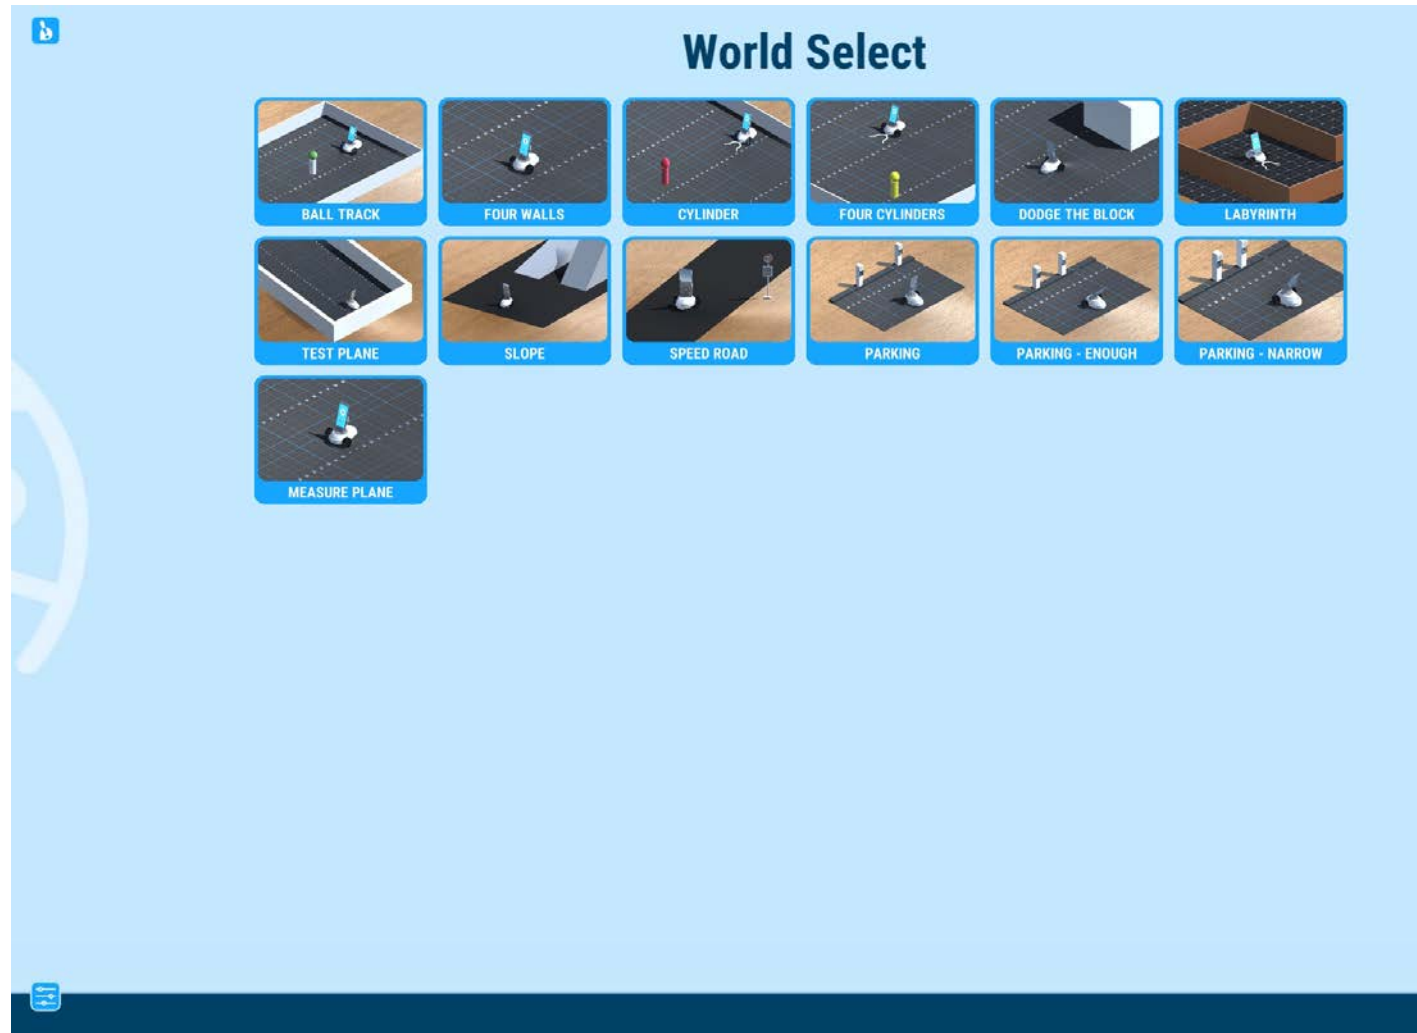 World Select
BALL TRACK
FOUR WALLS
CYLINDER
FOUR CYLINDERS
DODGE THE BLOCK
LABYRINTH
TEST PLANE
SLOPE
SPEED ROAD
PARKING
PARKING - ENOUGH
PARKING - NARROW
MEASURE PLANE